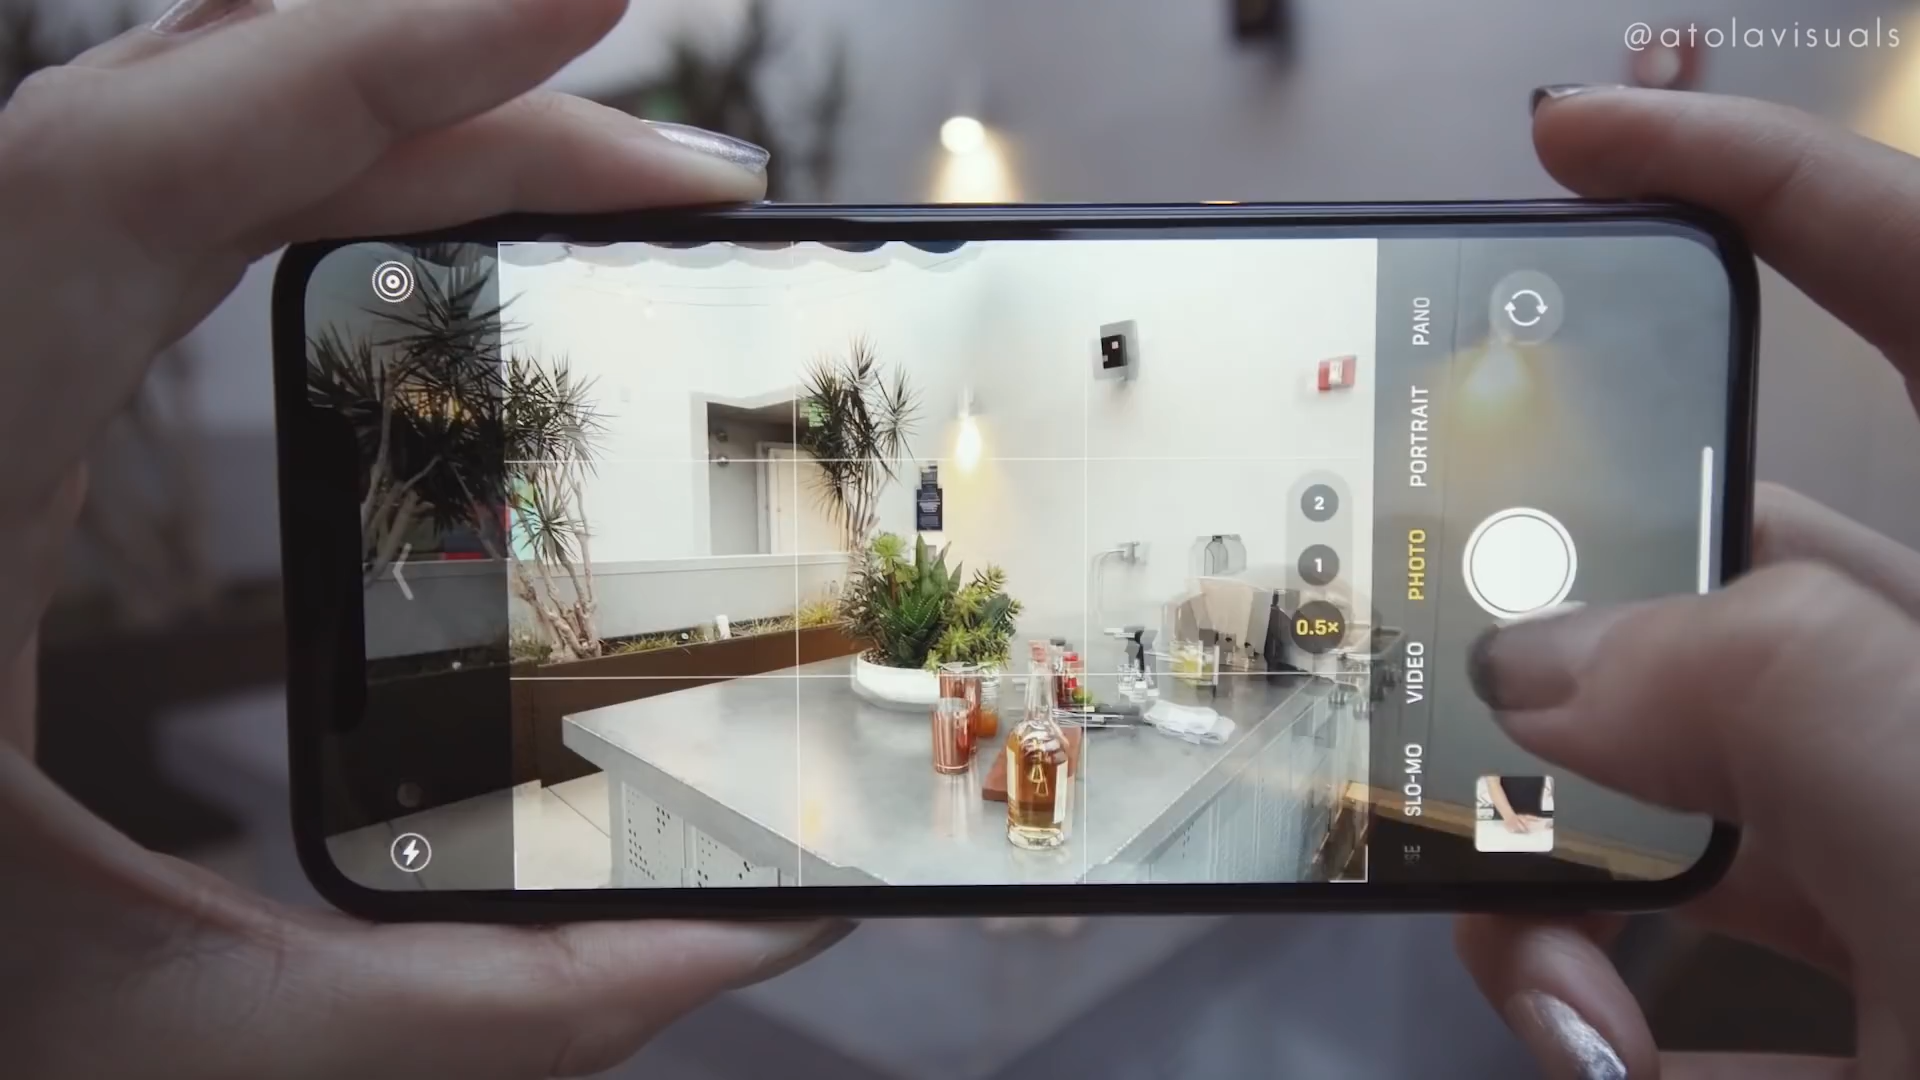 @atolavisuals
PANO
PORTRAIT
PHOTO
VIDEO
SLO-MO
2
1
0.5×